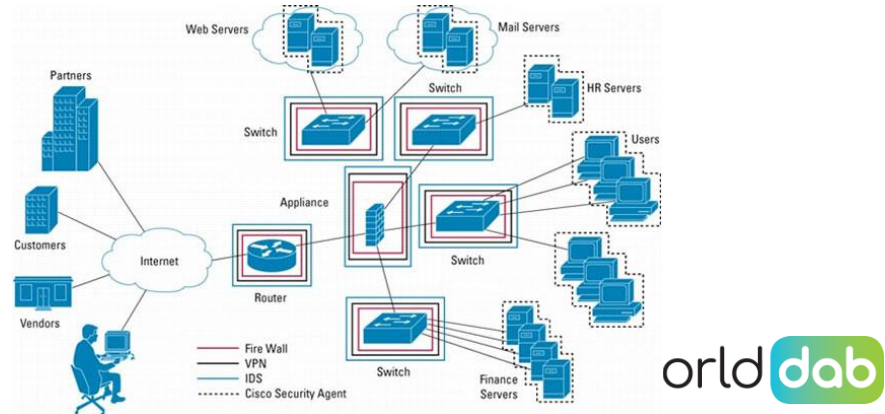 Web Servers
Mail Servers
Partners
Switch
HR Servers
Switch
Users
Appliance
Customers
Internet
Switch
Router
Vendors
Fire Wall
VPN
IDS
Cisco Security Agent
Switch
Finance
Servers
orld dab